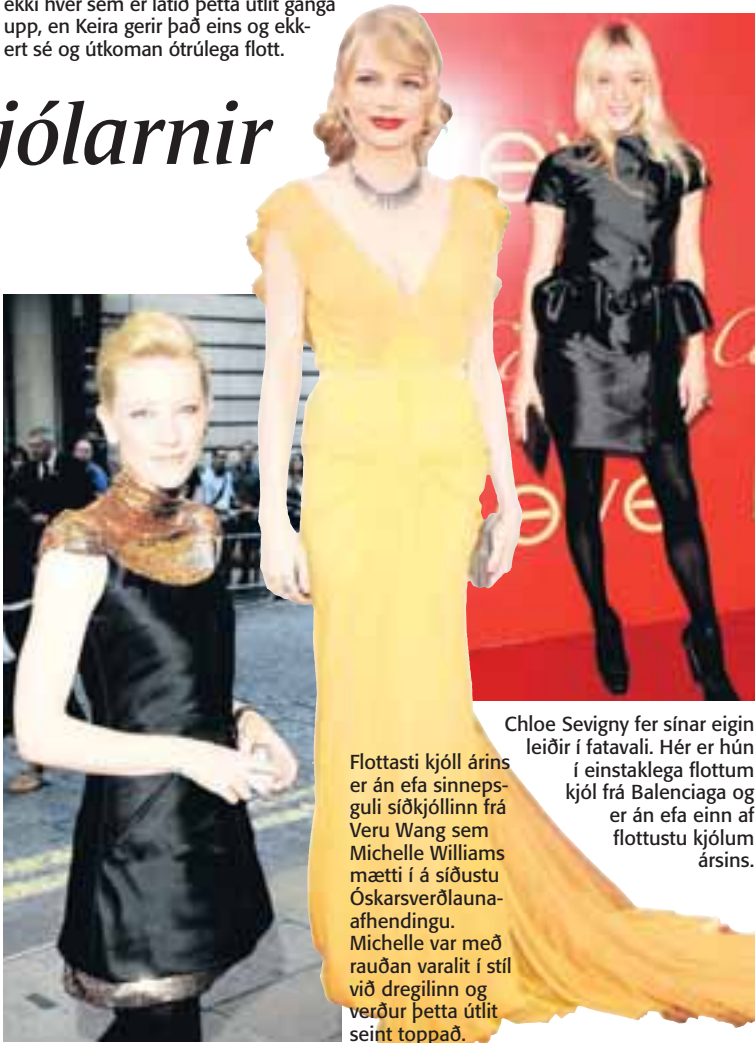 ekki hver sem er látið þetta útlit ganga
upp, en Keira gerir það eins og ekk-
ert sé og útkoman ótrúlega flott.
jólarnir
Flottasti kjóll árins
er án efa sinneps-
guli síðkjóllinn frá
Veru Wang sem
Michelle Williams
mætti í á síðustu
Óskarsverðlauna-
afhendingu.
Michelle var með
rauðan varalit í stíl
við dregilinn og
verður þetta útlit
seint toppað.
Chloe Sevigny fer sínar eigin
leiðir í fatavali. Hér er hún
í einstaklega flottum
kjól frá Balenciaga og
er án efa einn af
flottustu kjólum
ársins.